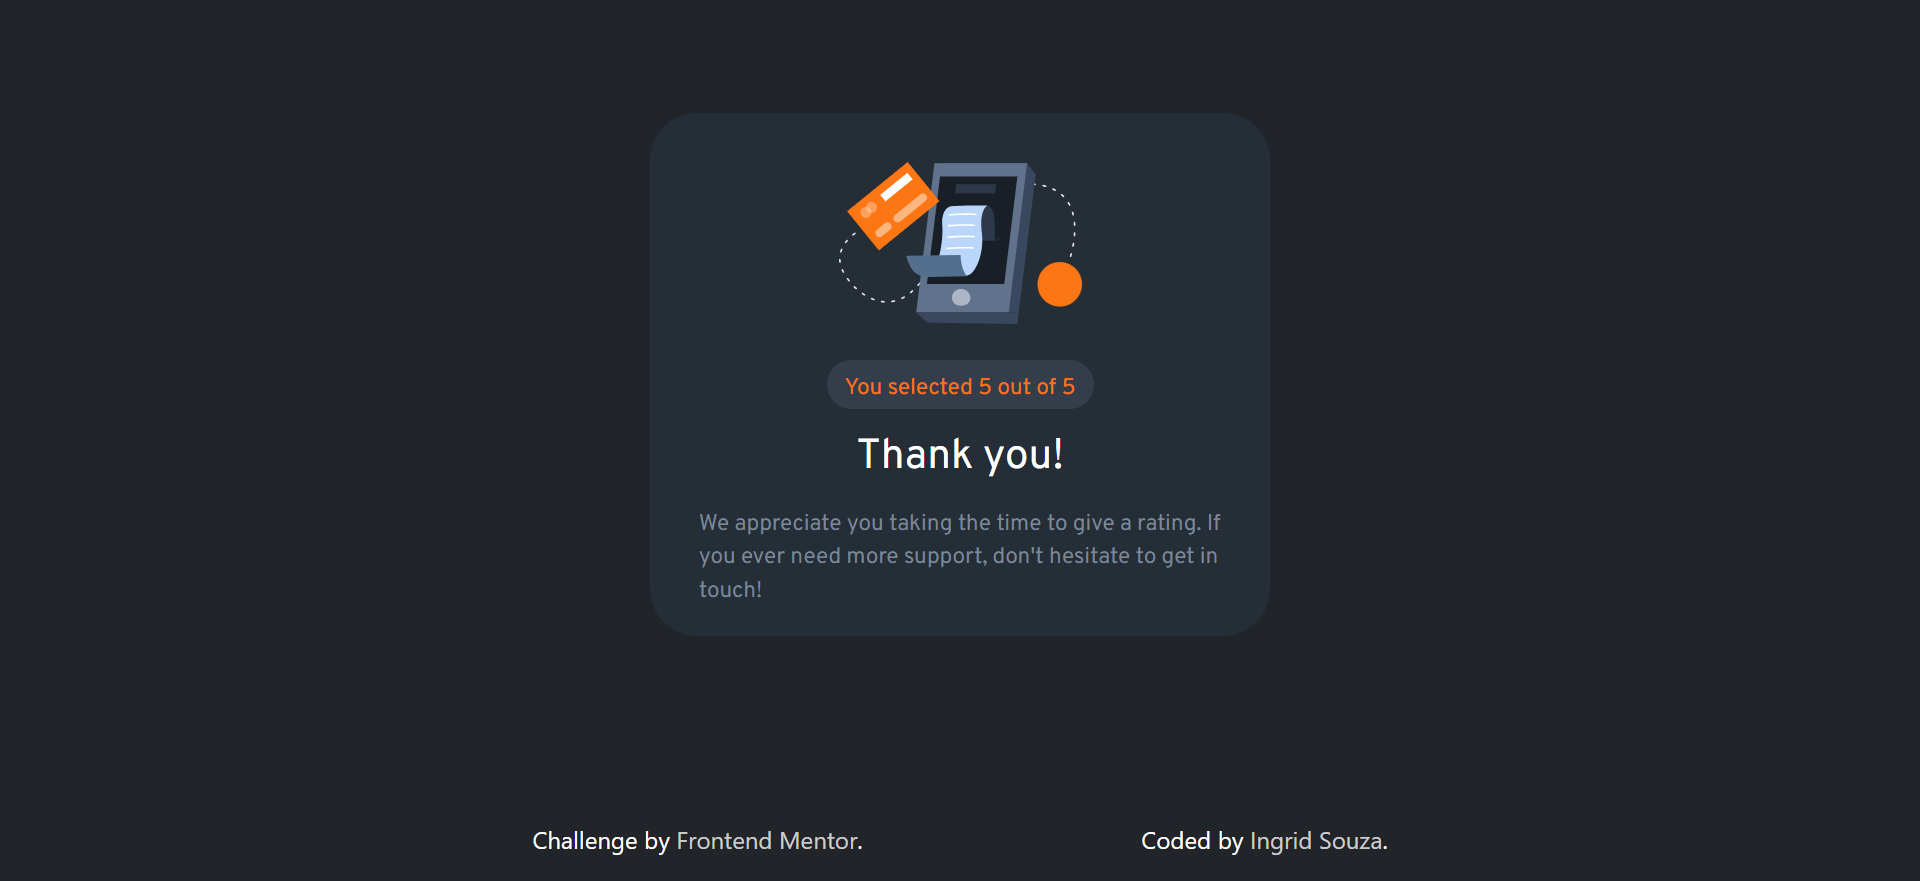 You selected 5 out of 5
Thank you!
We appreciate you taking the time to give a rating. If
you ever need more support, don't hesitate to get in
touch!
Challenge by Frontend Mentor.
Coded by Ingrid Souza.